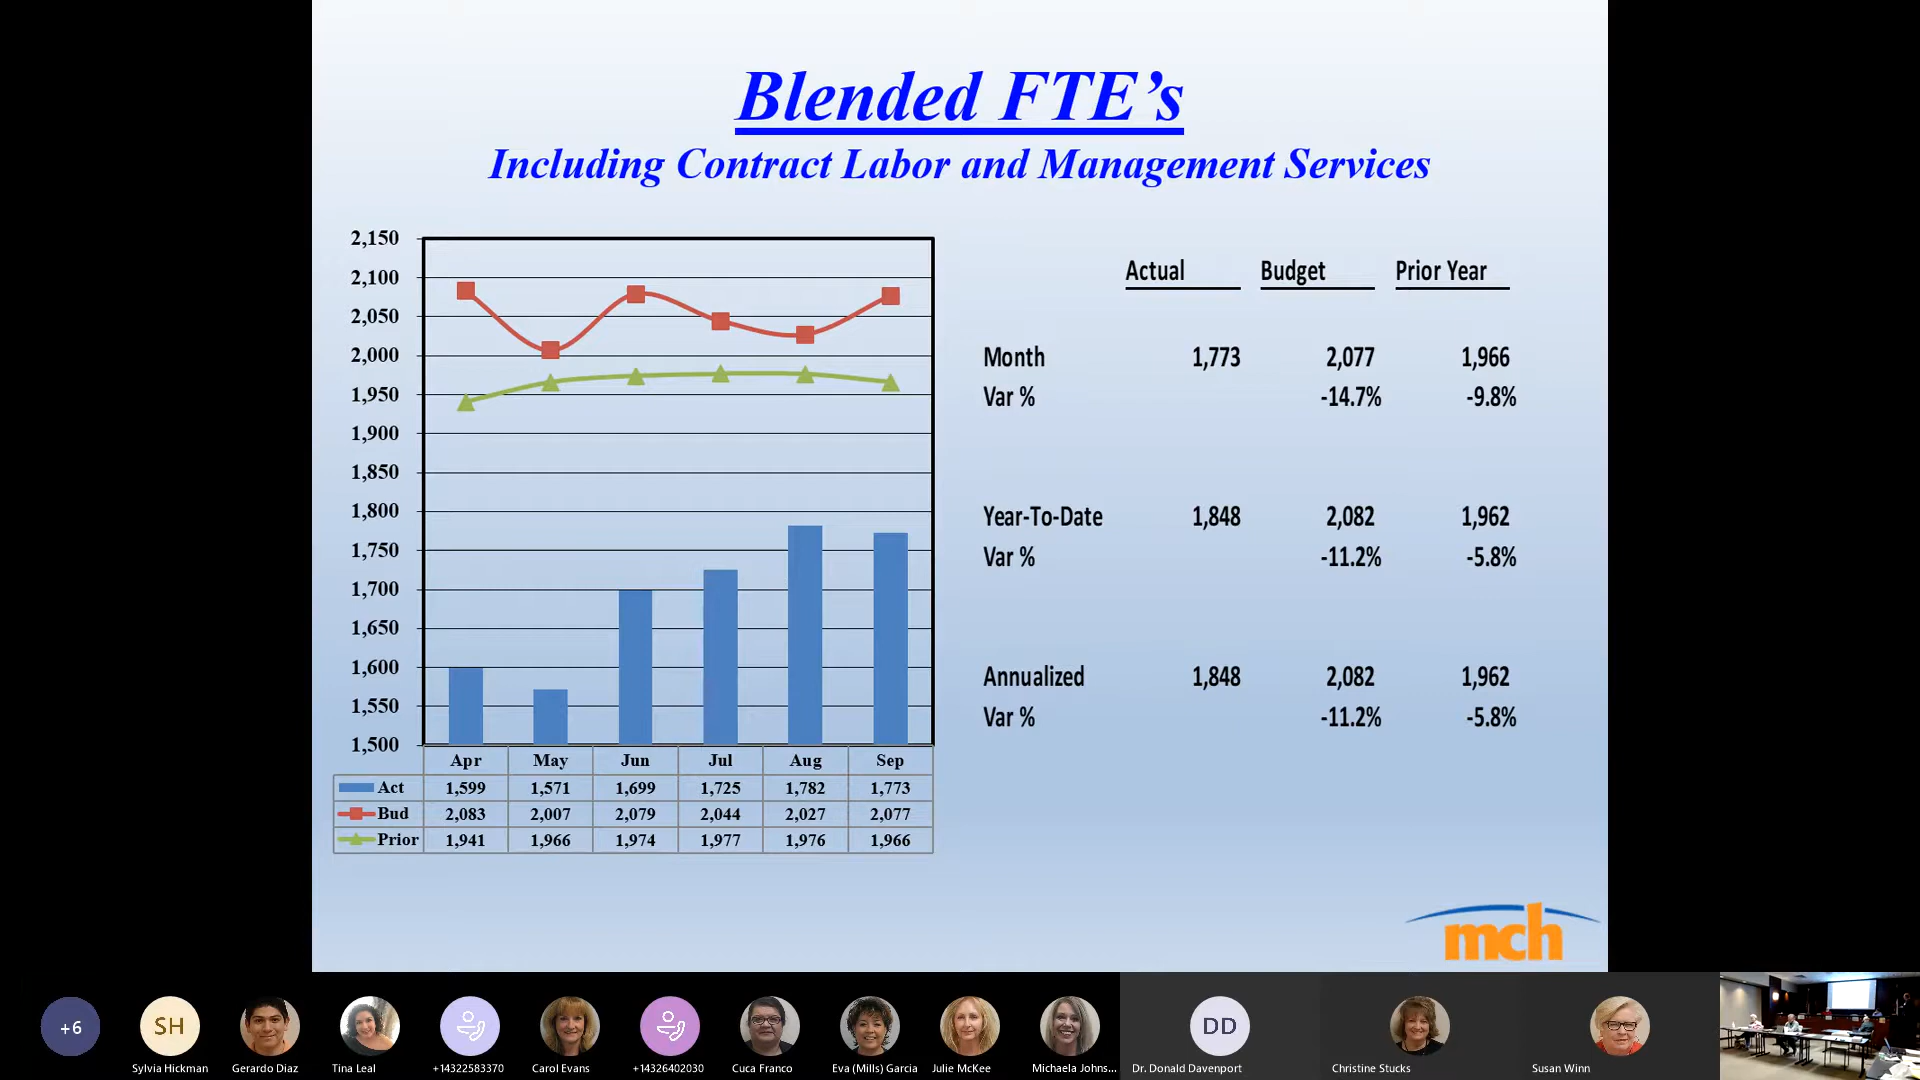 Blended FTE’s
Including Contract Labor and Management Services
2,150
2,100
2,050
2,000
1,950
1,900
1,850
1,800
1,750
1,700
1,650
1,600
1,550
1,500
Apr May Jun Jul Aug Sep
Act 1,599 1,571 1,699 1,725 1,782 1,773
Bud 2,083 2,007 2,079 2,044 2,027 2,077
Prior 1,941 1,966 1,974 1,977 1,976 1,966
Actual Budget Prior Year
Month 1,773 2,077 1,966
Var % -14.7% -9.8%
Year-To-Date 1,848 2,082 1,962
Var % -11.2% -5.8%
Annualized 1,848 2,082 1,962
Var % -11.2% -5.8%
mch
+6 SH DD
Sylvia Hickman Gerardo Diaz Tina Leal +14322583370 Carol Evans +14326402030 Cuca Franco Eva (Mills) Garcia Julie McKee Michaela Johns... Dr. Donald Davenport Christine Stucks Susan Winn